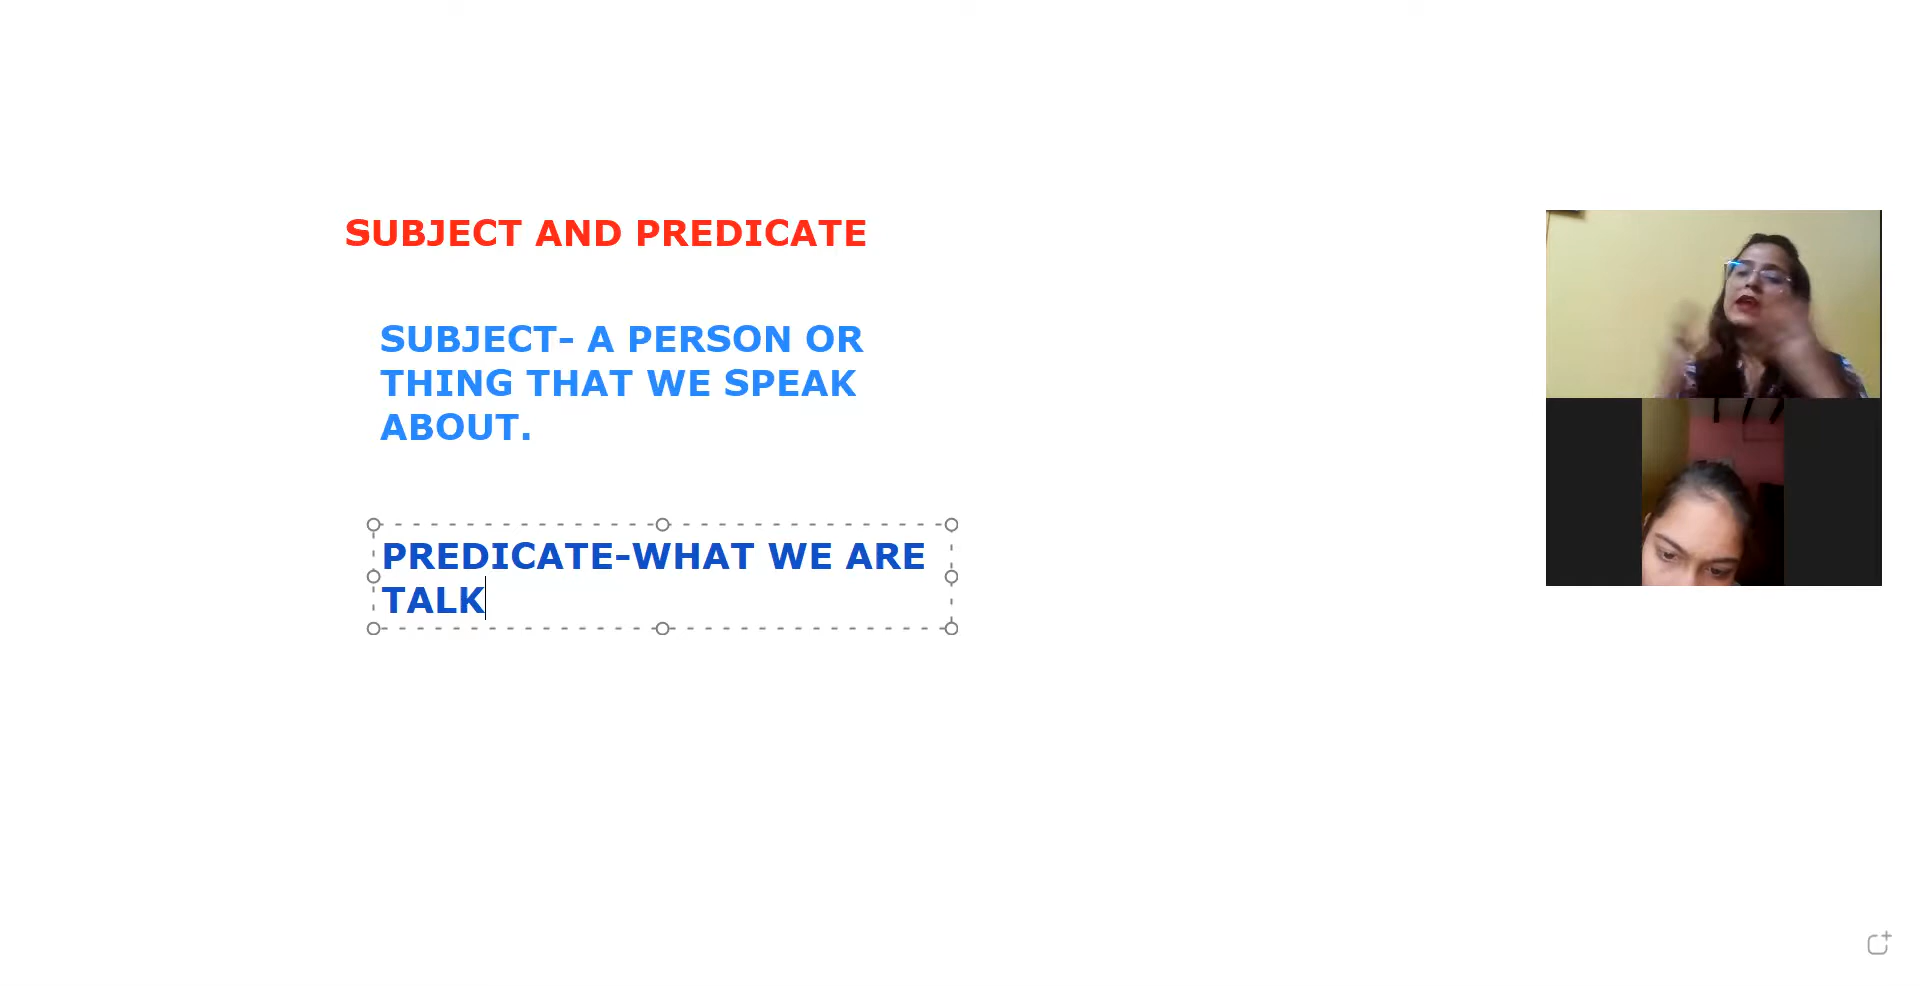 SUBJECT AND PREDICATE
SUBJECT- A PERSON OR
THING THAT WE SPEAK
ABOUT.
PREDICATE-WHAT WE ARE
TALK